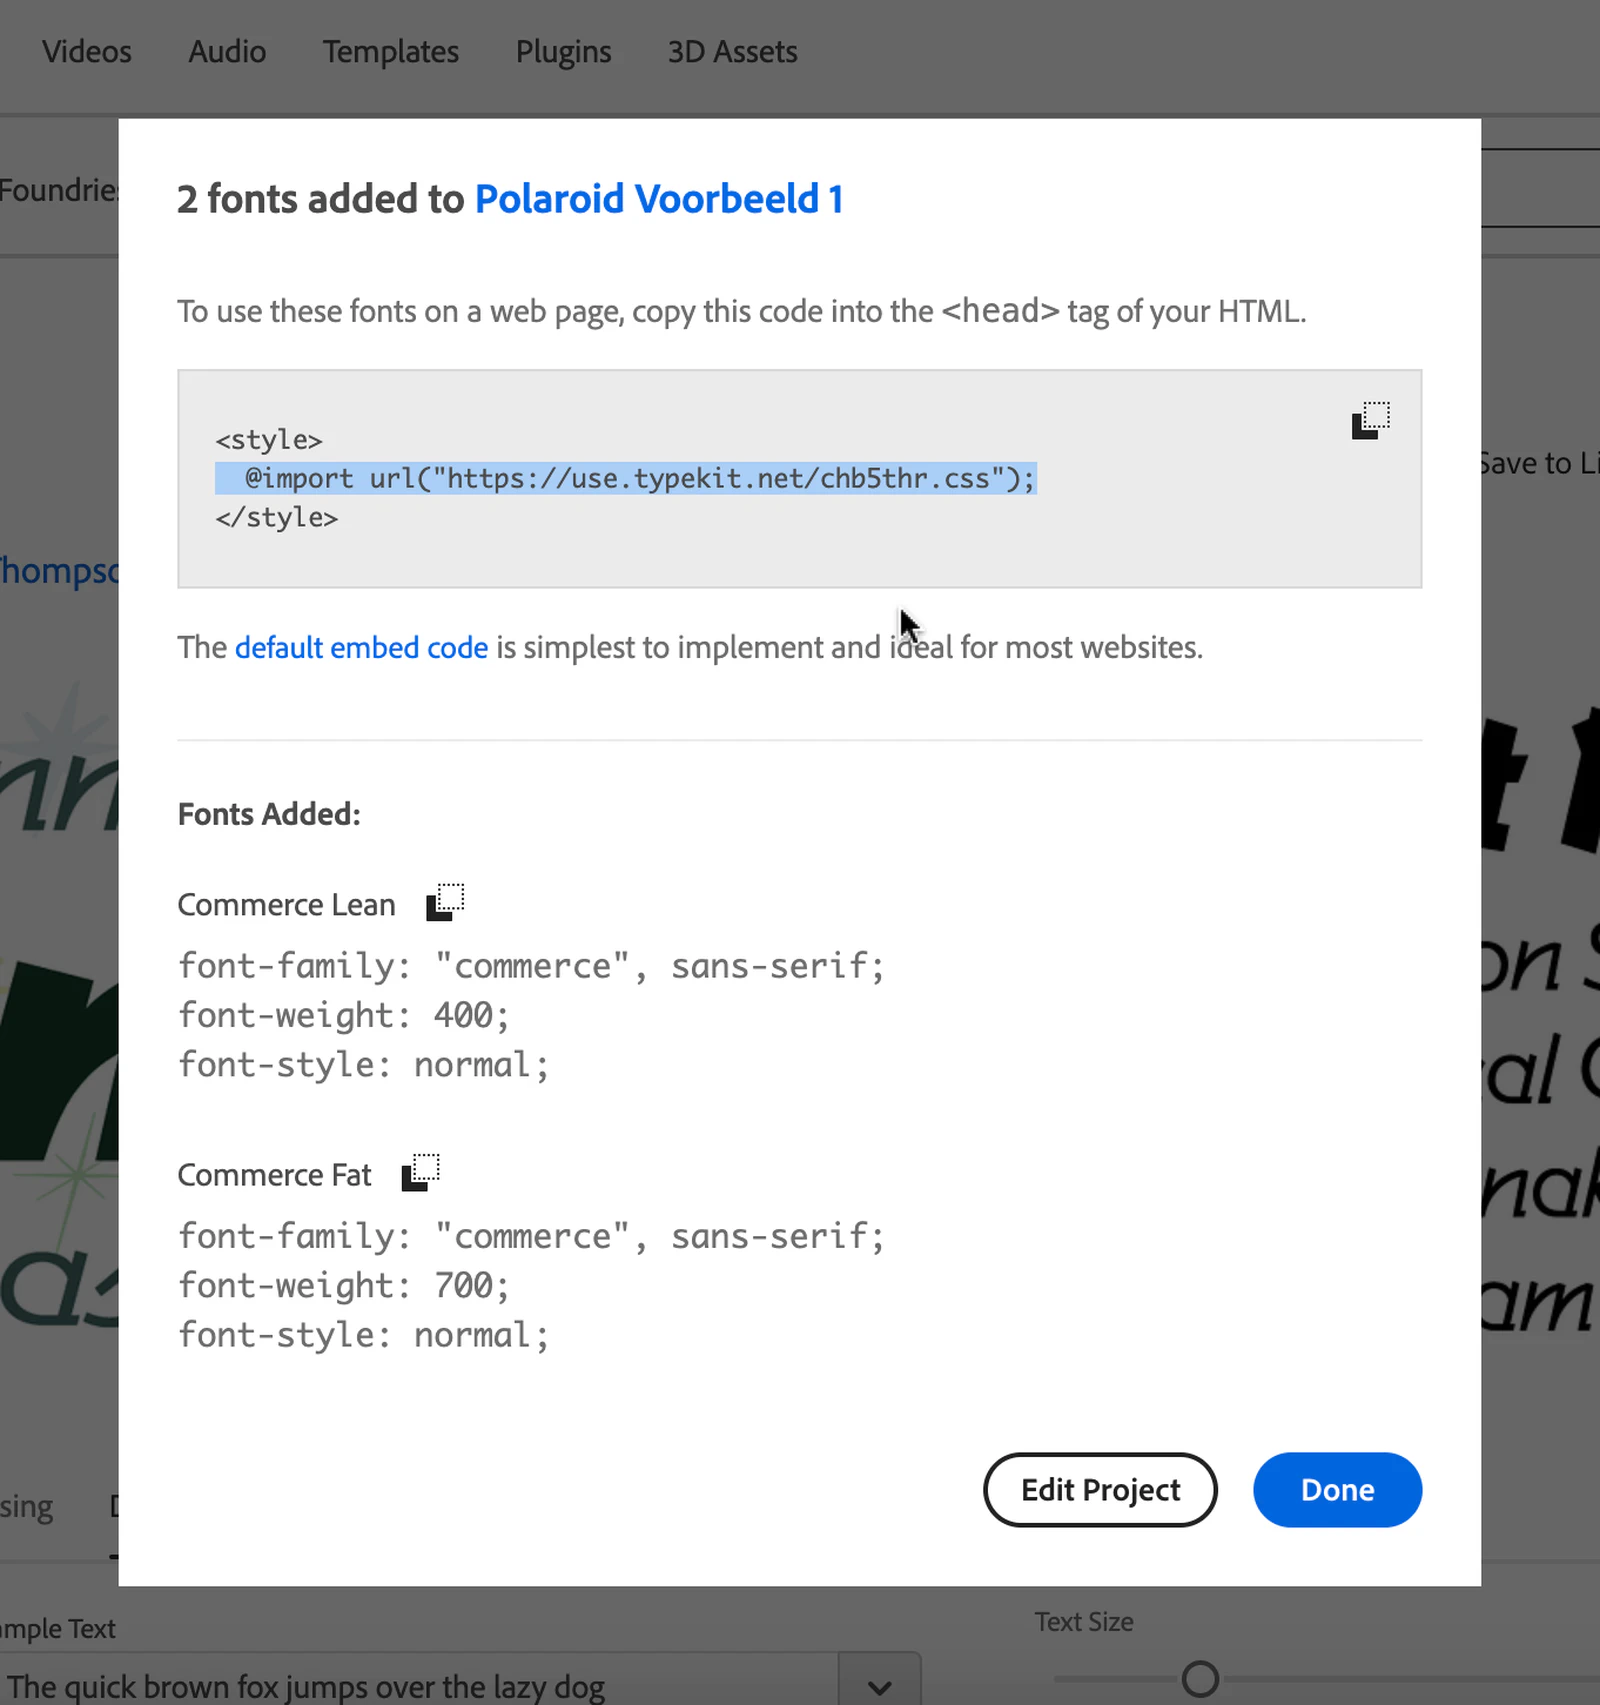 Videos Audio Templates Plugins 3D Assets
Foundries
2 fonts added to Polaroid Voorbeeld 1
To use these fonts on a web page, copy this code into the <head> tag of your HTML.
<style>
@import url("https://use.typekit.net/chb5thr.css");
</style>
Save to Li
Thompso
The default embed code is simplest to implement and ideal for most websites.
Fonts Added:
Commerce Lean
font-family: "commerce", sans-serif;
font-weight: 400;
font-style: normal;
Commerce Fat
font-family: "commerce", sans-serif;
font-weight: 700;
font-style: normal;
Edit Project Done
sing
ample Text
Text Size
The quick brown fox jumps over the lazy dog